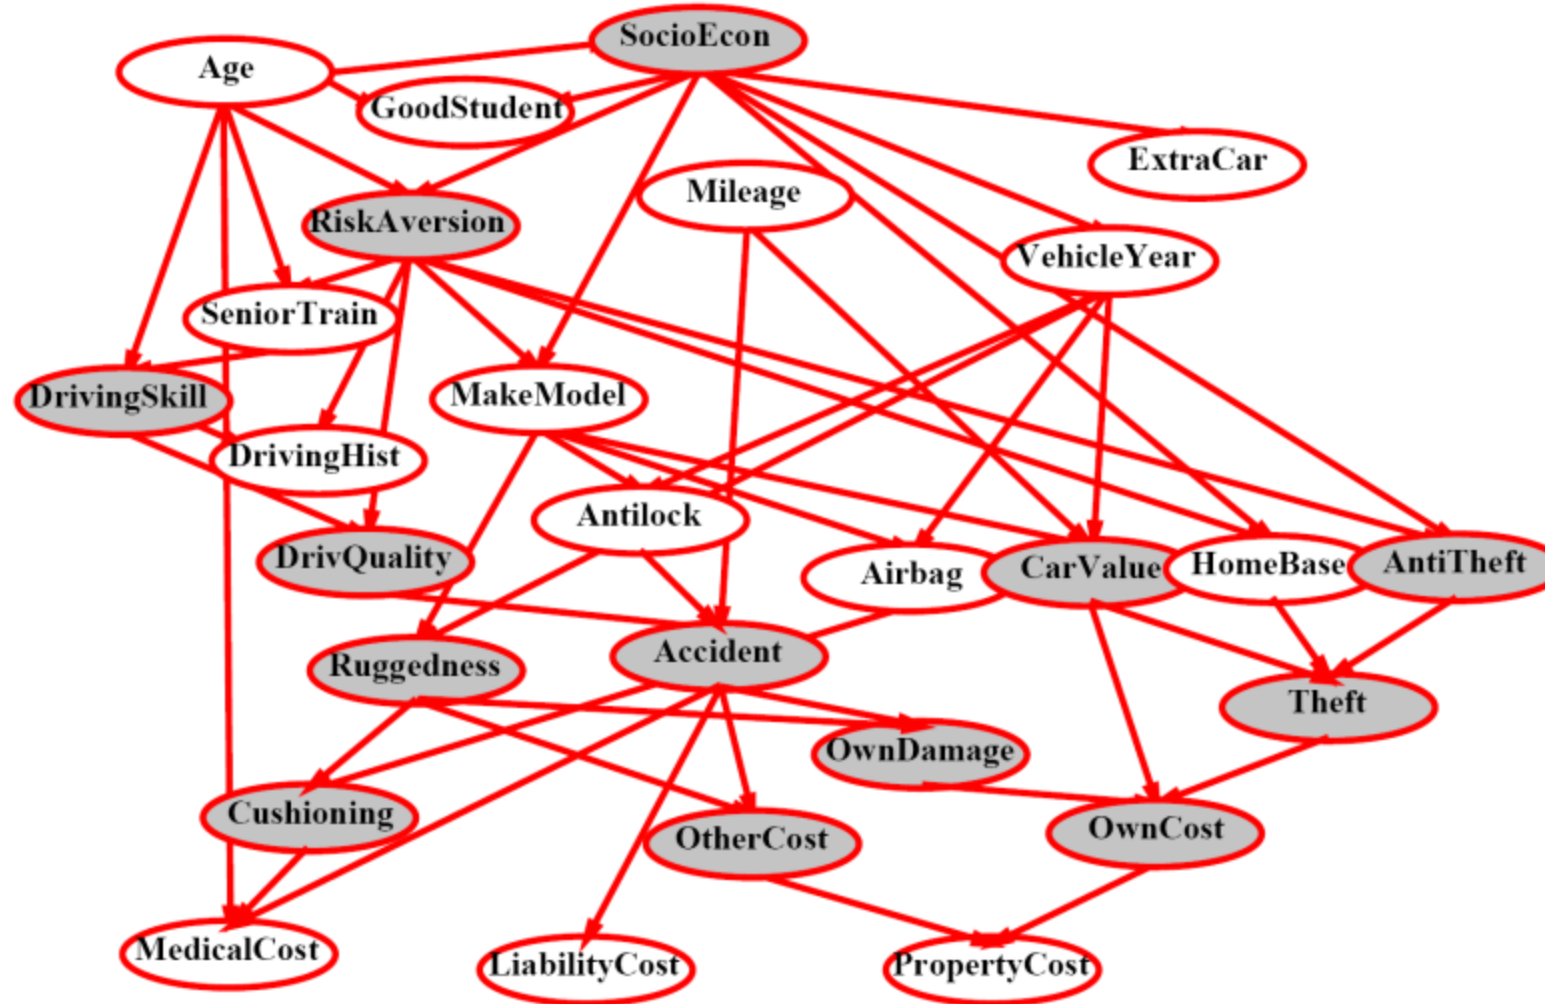 SocioEcon
Age
GoodStudent
ExtraCar
Mileage
RiskAversion
VehicleYear
SeniorTrain
DrivingSkill
MakeModel
DrivingHist
Antilock
DrivQuality
Airbag
CarValue
HomeBase
AntiTheft
Ruggedness
Accident
Theft
OwnDamage
Cushioning
OtherCost
OwnCost
MedicalCost
LiabilityCost
PropertyCost